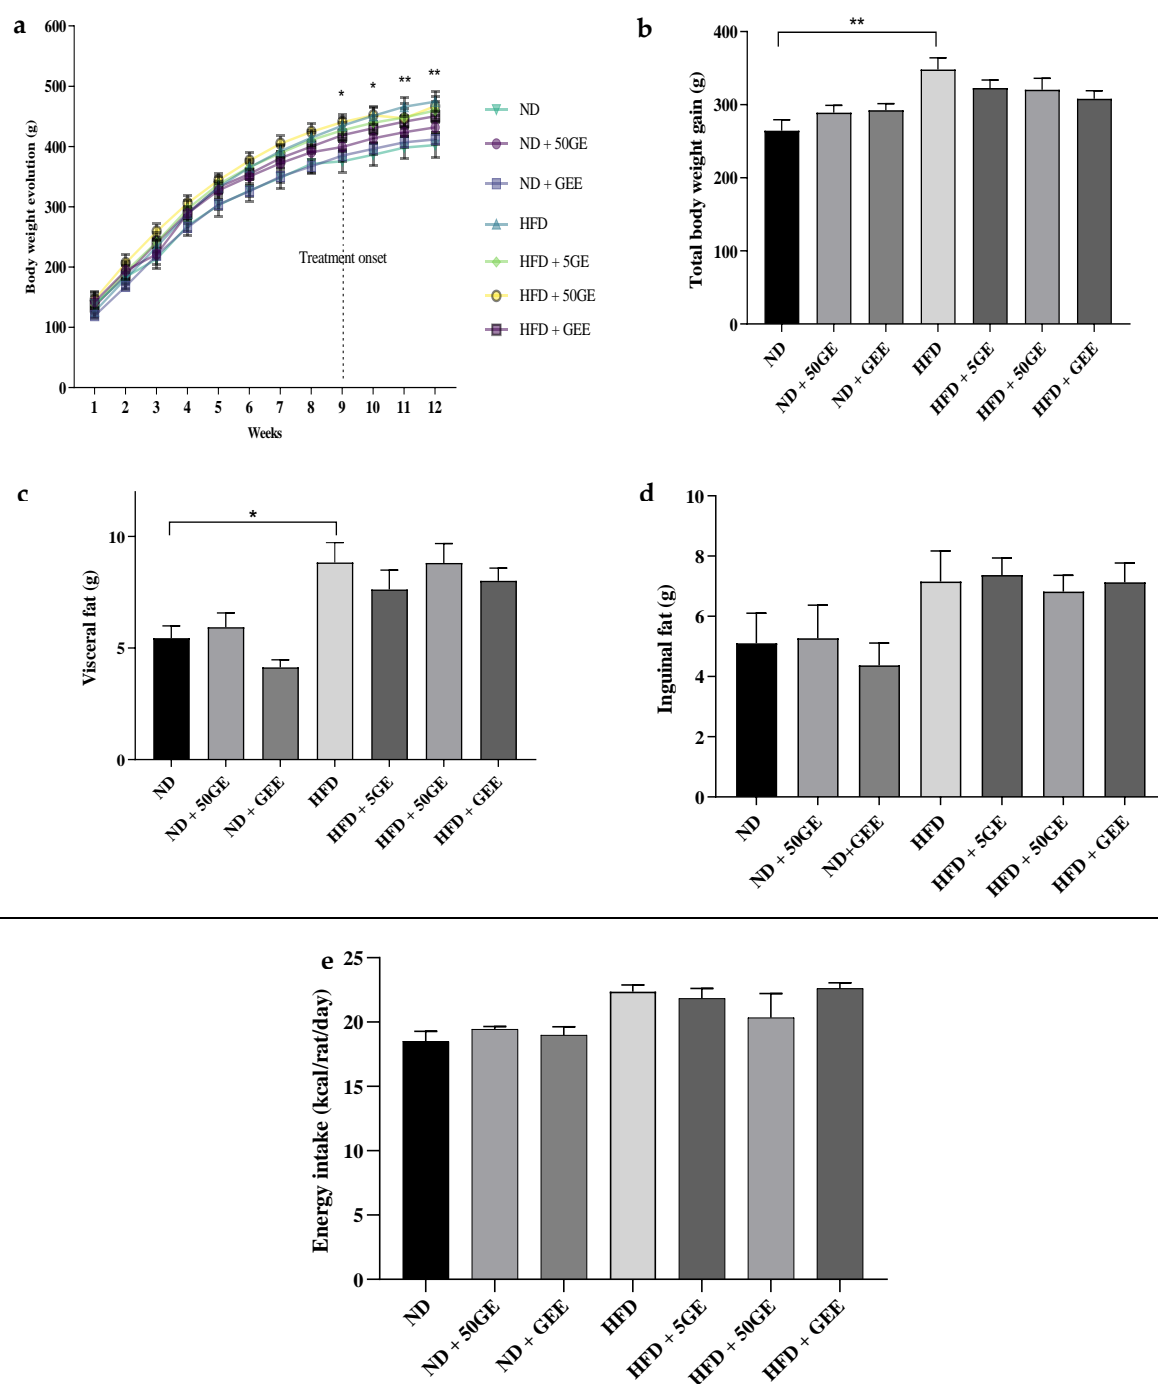 a
600
500
400
300
200
100
0
Body weight evolution (g)
* * ** **
Treatment onset
1 2 3 4 5 6 7 8 9 10 11 12
Weeks
ND
ND + 50GE
ND + GEE
HFD
HFD + 5GE
HFD + 50GE
HFD + GEE
b
400
300
200
100
0
Total body weight gain (g)
**
ND
ND + 50GE
ND + GEE
HFD
HFD + 5GE
HFD + 50GE
HFD + GEE
c
10
5
0
Visceral fat (g)
*
ND
ND + 50GE
ND + GEE
HFD
HFD + 5GE
HFD + 50GE
HFD + GEE
d
10
8
6
4
2
0
Inguinal fat (g)
ND
ND + 50GE
ND+GEE
HFD
HFD + 5GE
HFD + 50GE
HFD + GEE
e
25
20
15
10
5
0
Energy intake (kcal/rat/day)
ND
ND + 50GE
ND + GEE
HFD
HFD + 5GE
HFD + 50GE
HFD + GEE